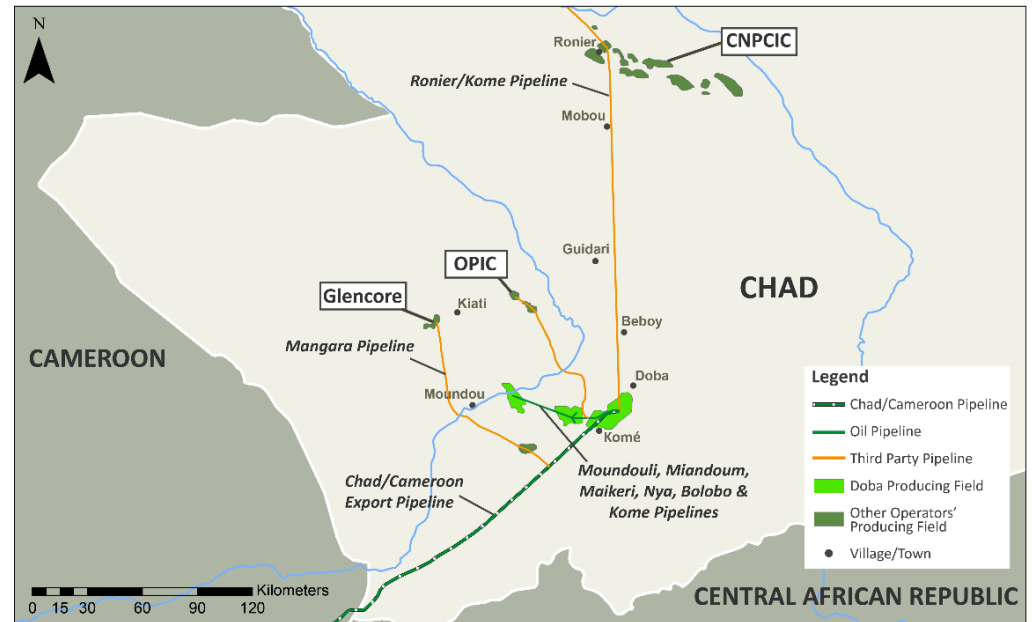 N
CNPCIC
Ronier
Ronier/Kome Pipeline
Mobou
Guidari
OPIC
CHAD
Glencore
Kiati
Beboy
Mangara Pipeline
CAMEROON
Doba
Moundou
Komé
Chad/Cameroon
Export Pipeline
Moundouli, Miandoum,
Maikeri, Nya, Bolobo &
Kome Pipelines
Legend
Chad/Cameroon Pipeline
Oil Pipeline
Third Party Pipeline
Doba Producing Field
Other Operators'
Producing Field
Village/Town
Kilometers
0 15 30 60 90 120
CENTRAL AFRICAN REPUBLIC